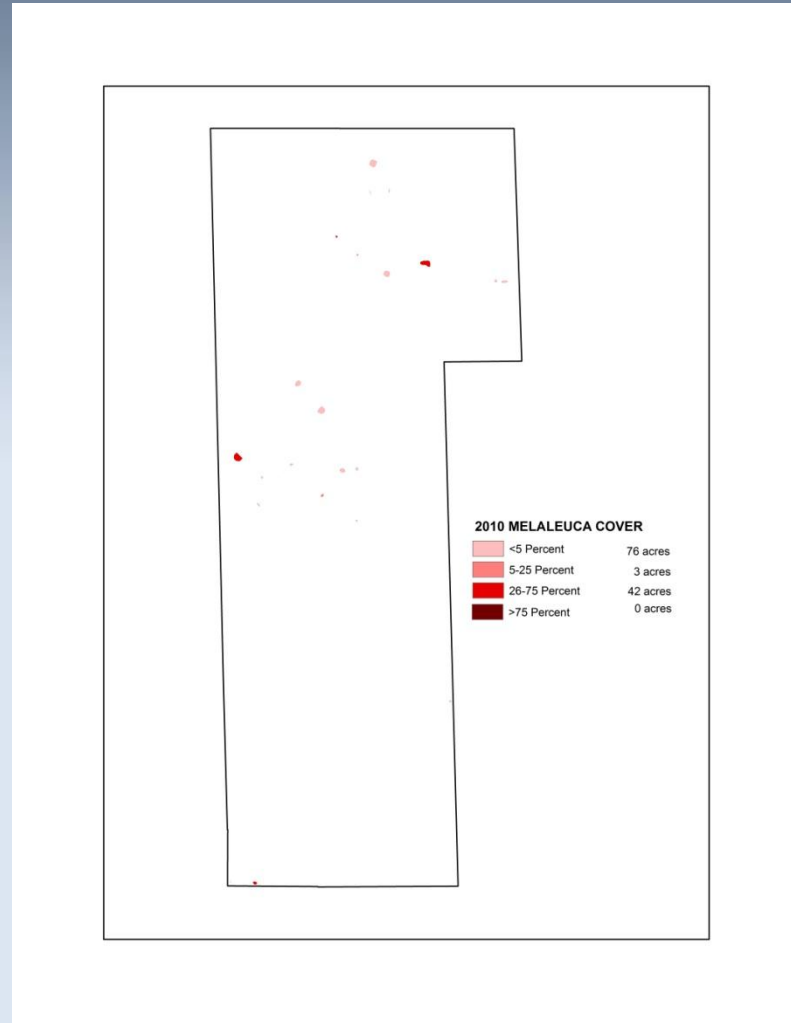 2010 MELALEUCA COVER
<5 Percent 76 acres
5-25 Percent 3 acres
26-75 Percent 42 acres
>75 Percent 0 acres